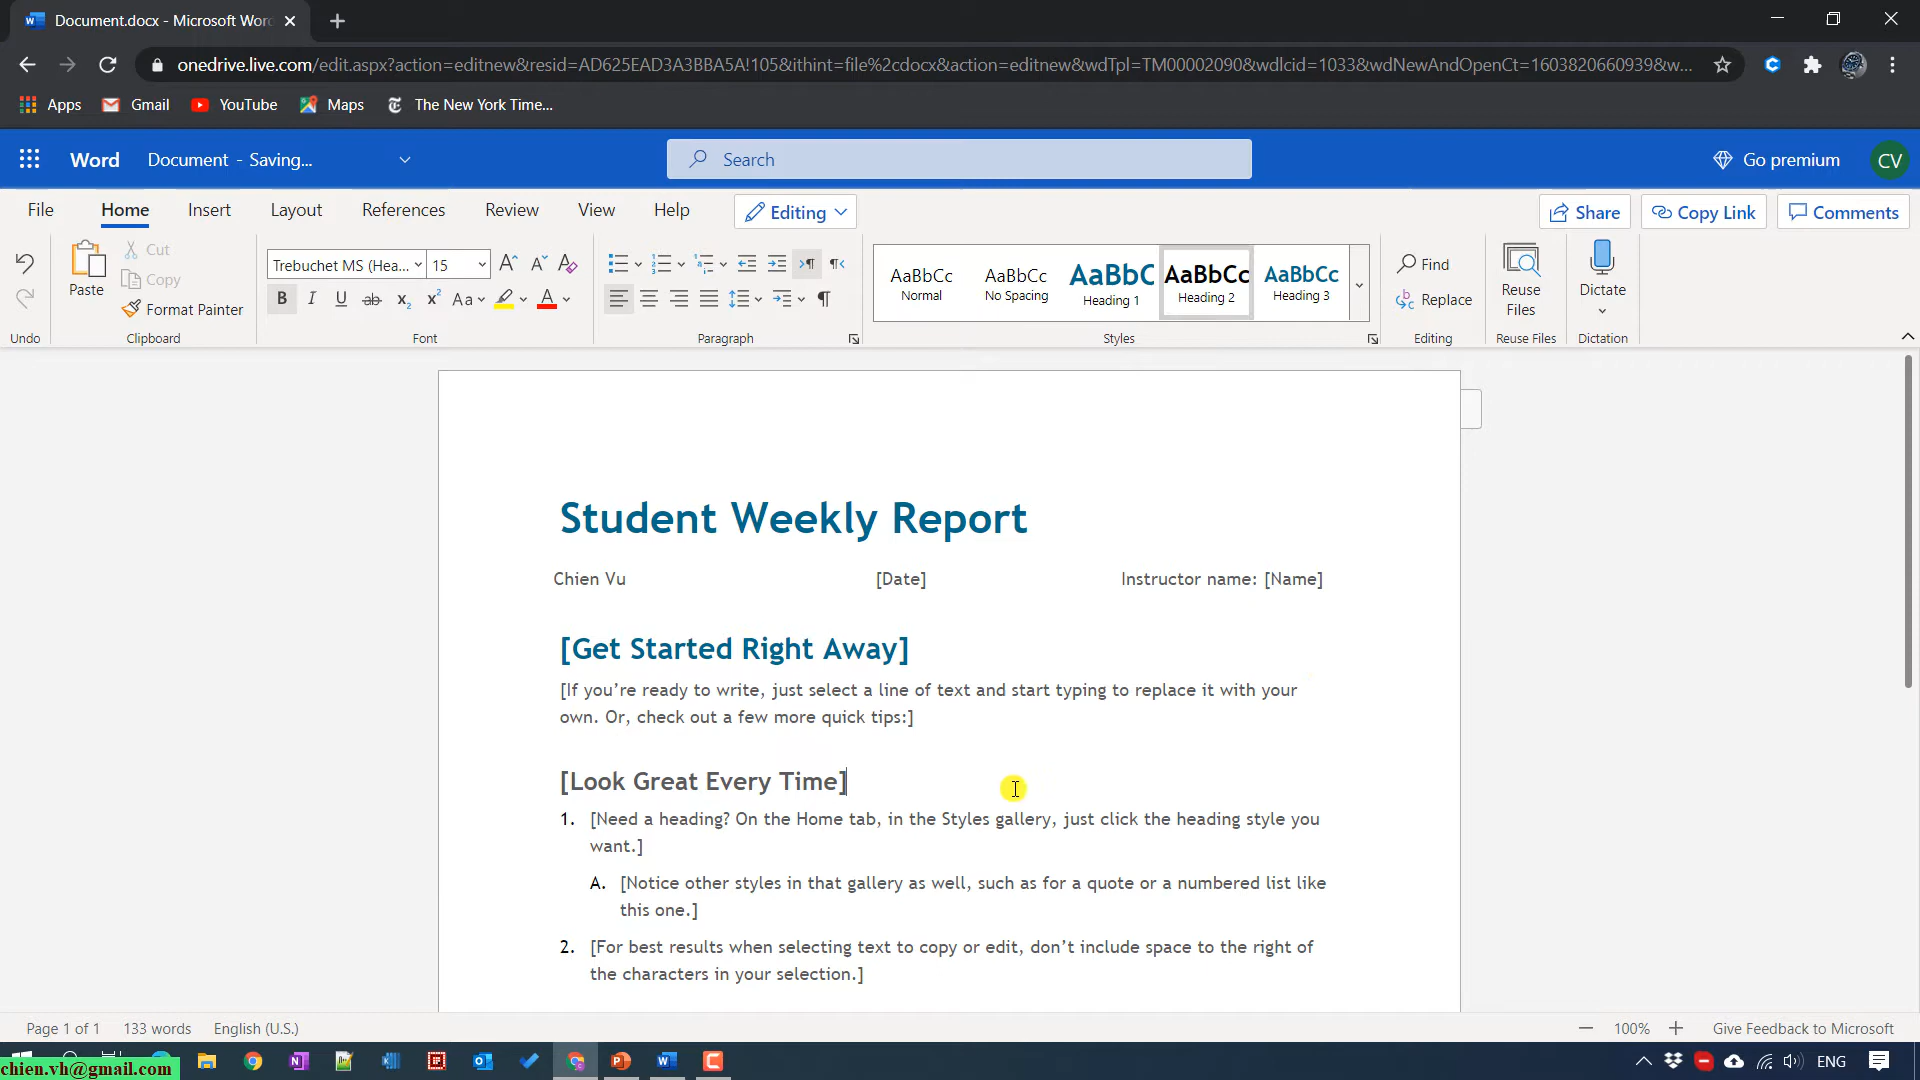 Document.docx - Microsoft Word
onedrive.live.com/edit.aspx?action=editnew&resid=AD625EAD3A3BBA5A!105&ithint=file%2cdocx&action=editnew&wdTpl=TM00002090&wdlcid=1033&wdNewAndOpenCt=1603820660939&w...
Apps Gmail YouTube Maps The New York Time...
Word Document - Saving... Search Go premium CV
File Home Insert Layout References Review View Help Editing Share Copy Link Comments
Paste Cut Copy Format Painter
Trebuchet MS (Hea... 15
AaBbCc Normal AaBbCc No Spacing AaBbC Heading 1 AaBbCc Heading 2 AaBbCc Heading 3
Find Replace Reuse Files Dictate
Undo Clipboard Font Paragraph Styles Editing Reuse Files Dictation
Student Weekly Report
Chien Vu [Date] Instructor name: [Name]
[Get Started Right Away]
[If you’re ready to write, just select a line of text and start typing to replace it with your
own. Or, check out a few more quick tips:]
[Look Great Every Time]
1. [Need a heading? On the Home tab, in the Styles gallery, just click the heading style you
want.]
A. [Notice other styles in that gallery as well, such as for a quote or a numbered list like
this one.]
2. [For best results when selecting text to copy or edit, don’t include space to the right of
the characters in your selection.]
Page 1 of 1 133 words English (U.S.) 100% Give Feedback to Microsoft
chien.vh@gmail.com ENG